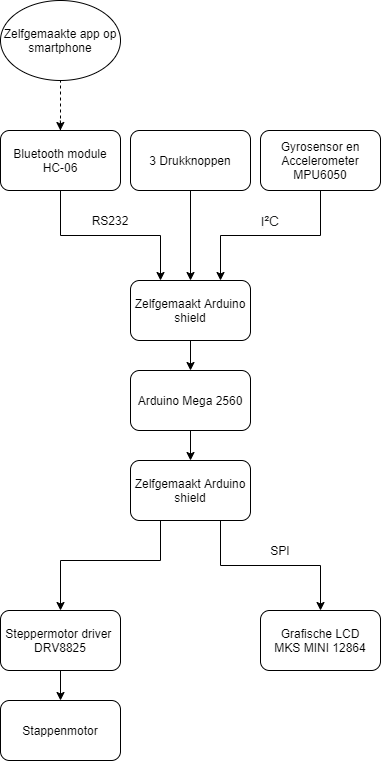 Zelfgemaakte app op
smartphone
Bluetooth module
HC-06
3 Drukknoppen
Gyrosensor en
Accelerometer
MPU6050
RS232
I²C
Zelfgemaakt Arduino
shield
Arduino Mega 2560
Zelfgemaakt Arduino
shield
SPI
Steppermotor driver
DRV8825
Grafische LCD
MKS MINI 12864
Stappenmotor